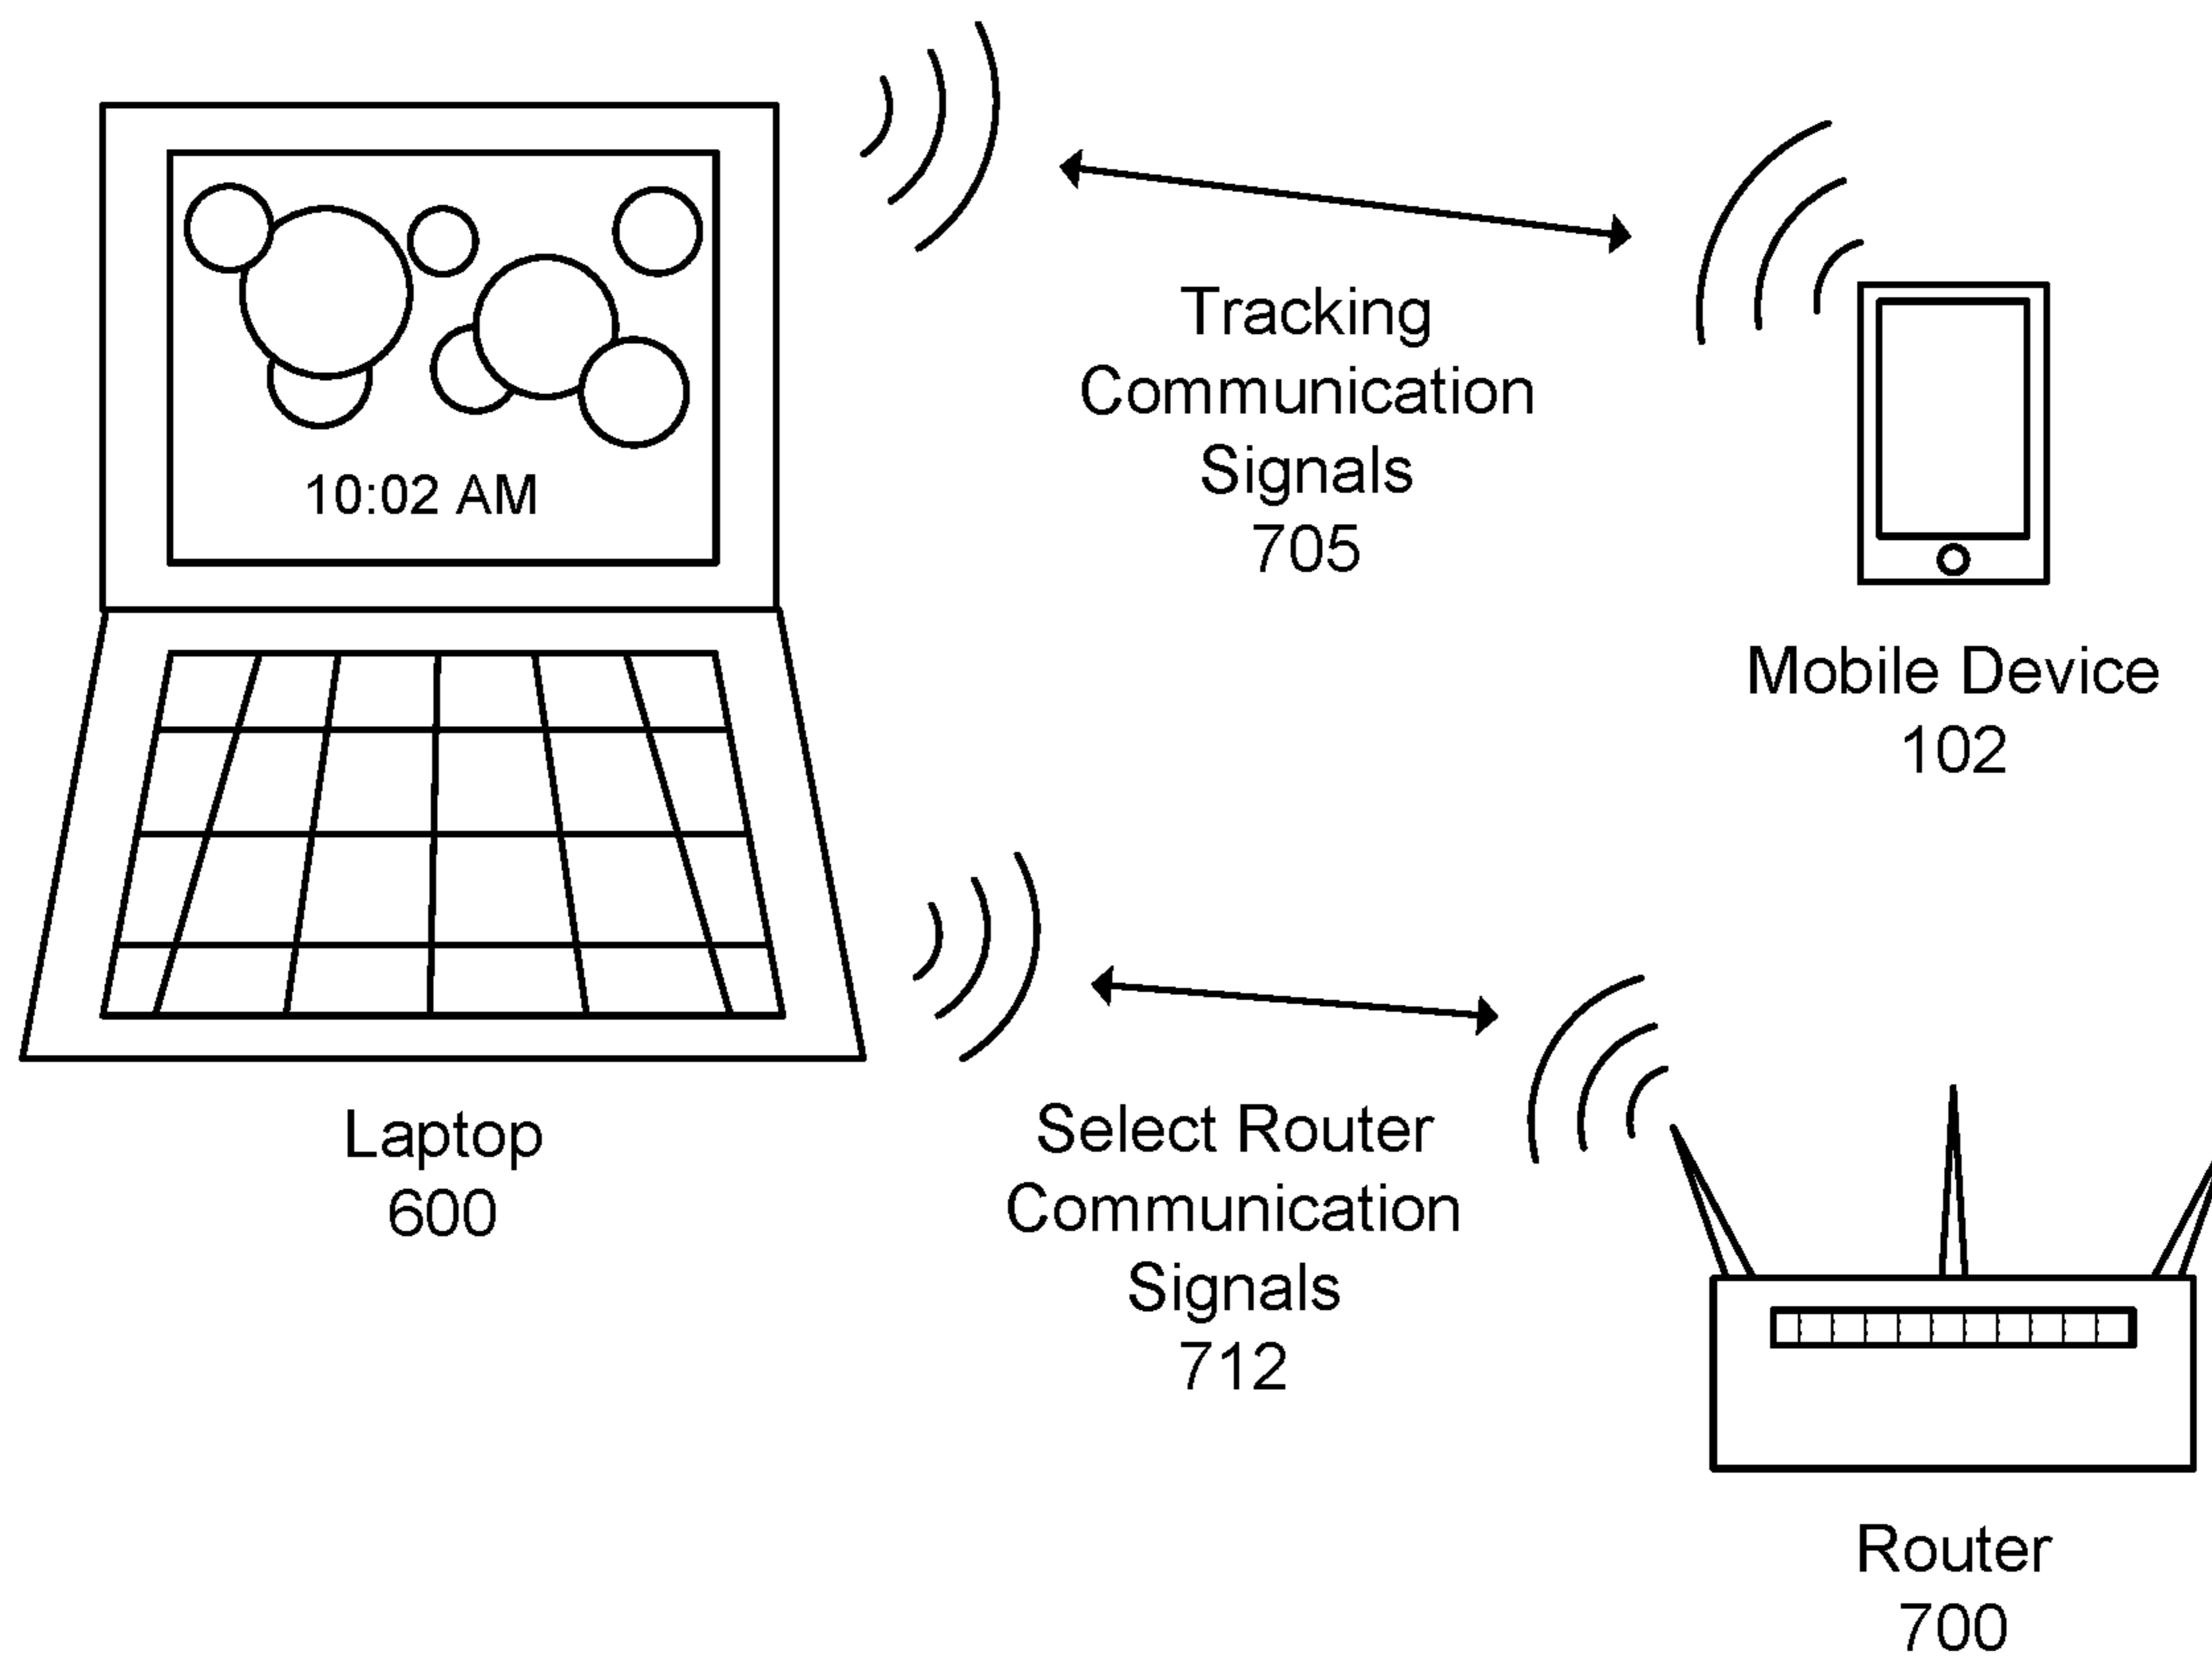 10:02 AM
Tracking
Communication
Signals
705
Mobile Device
102
Laptop
600
Select Router
Communication
Signals
712
Router
700